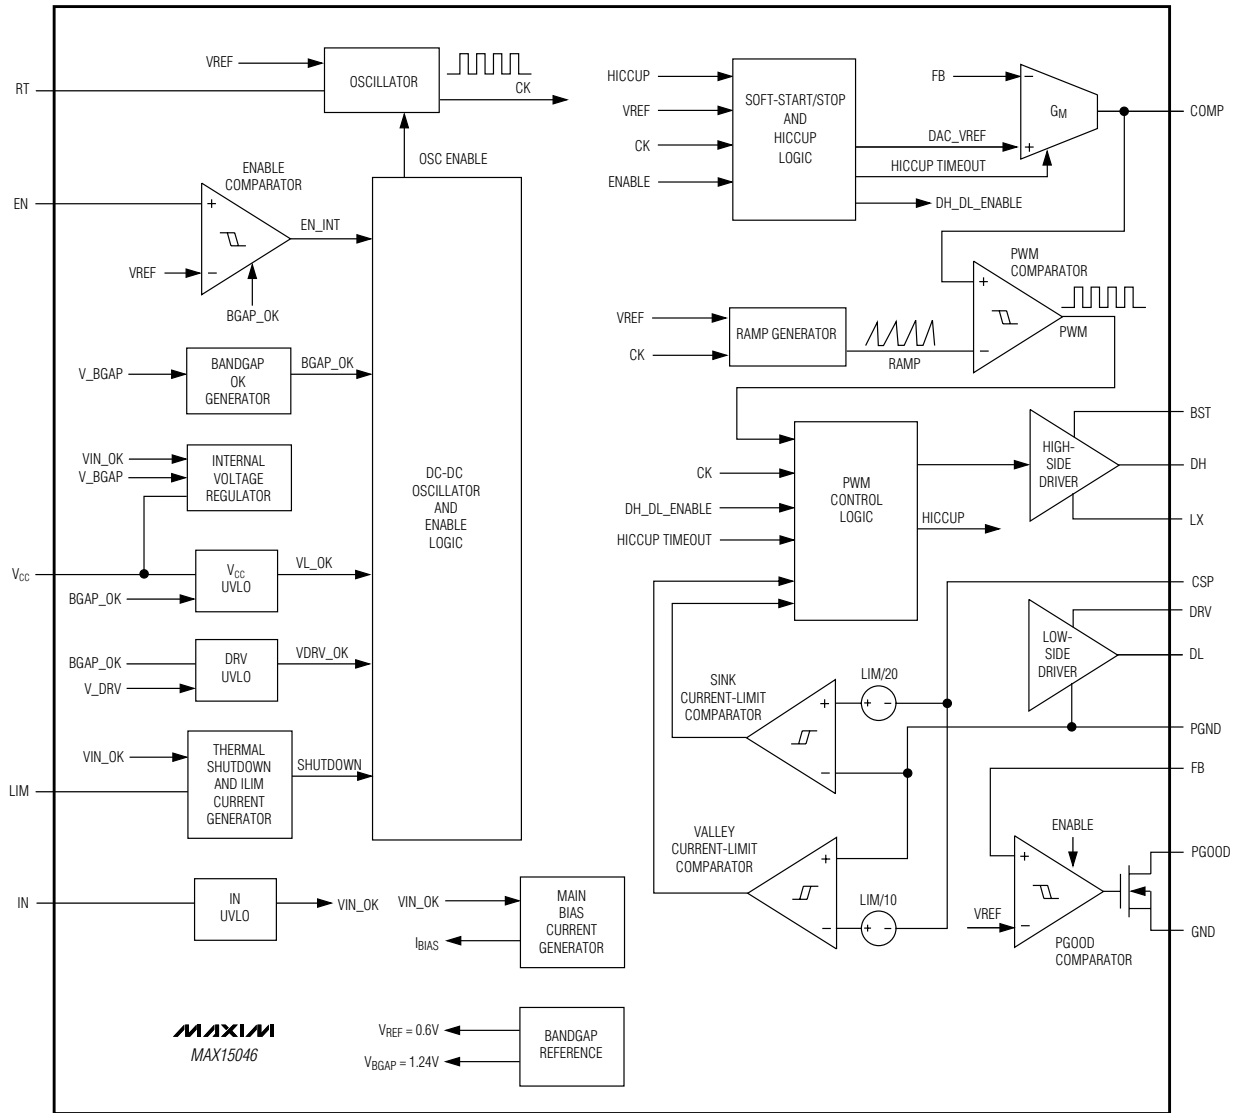 VREF
RT
OSCILLATOR
CK
OSC ENABLE
ENABLE
COMPARATOR
EN
+
EN_INT
VREF
−
BGAP_OK
V_BGAP
BANDGAP
OK
GENERATOR
BGAP_OK
VIN_OK
V_BGAP
INTERNAL
VOLTAGE
REGULATOR
DC-DC
OSCILLATOR
AND
ENABLE
LOGIC
VCC
VCC
UVLO
VL_OK
BGAP_OK
BGAP_OK
V_DRV
DRV
UVLO
VDRV_OK
VIN_OK
LIM
THERMAL
SHUTDOWN
AND ILIM
CURRENT
GENERATOR
SHUTDOWN
IN
IN
UVLO
VIN_OK
VIN_OK
IBIAS
MAIN
BIAS
CURRENT
GENERATOR
VREF = 0.6V
VBGAP = 1.24V
BANDGAP
REFERENCE
MAXIM
MAX15046
HICCUP
VREF
CK
ENABLE
SOFT-START/STOP
AND
HICCUP
LOGIC
DAC_VREF
HICCUP TIMEOUT
DH_DL_ENABLE
FB
−
GM
+
COMP
PWM
COMPARATOR
+
−
PWM
VREF
CK
RAMP GENERATOR
RAMP
CK
DH_DL_ENABLE
HICCUP TIMEOUT
PWM
CONTROL
LOGIC
HICCUP
HIGH-
SIDE
DRIVER
BST
DH
LX
CSP
DRV
LOW-
SIDE
DRIVER
DL
PGND
SINK
CURRENT-LIMIT
COMPARATOR
+
−
LIM/20
+ −
VALLEY
CURRENT-LIMIT
COMPARATOR
+
−
LIM/10
+ −
FB
ENABLE
+
VREF
−
PGOOD
COMPARATOR
PGOOD
GND